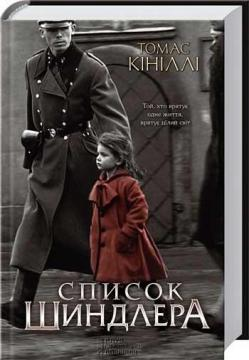 ТОМАС
КІНІЛЛІ
Той, хто врятує
одне життя,
врятує цілий світ
СПИСОК
ШИНДЛЕРА